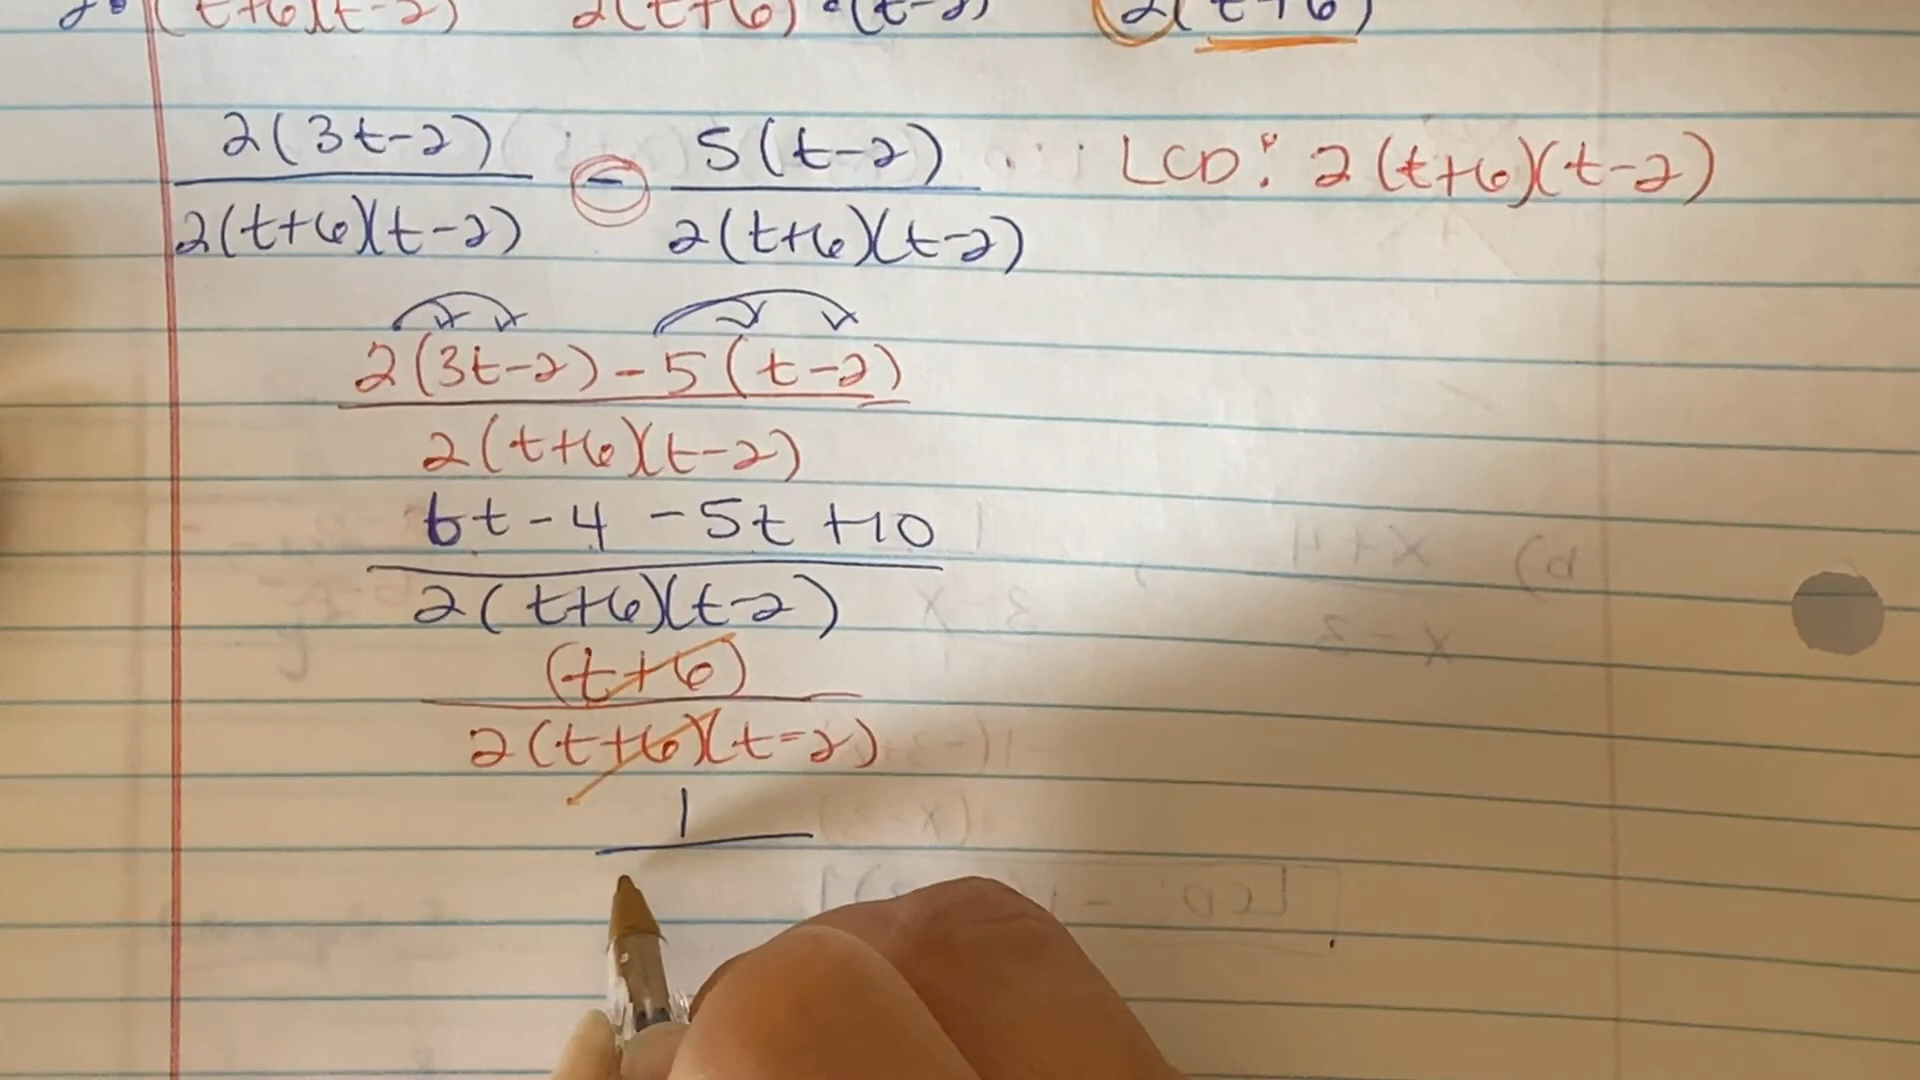 2(3t-2) - 5(t-2) LCD: 2(t+6)(t-2)
2(t+6)(t-2) 2(t+6)(t-2)
2(3t-2) - 5(t-2)
2(t+6)(t-2)
6t - 4 - 5t + 10
2(t+6)(t-2)
(t+6)
2(t+6)(t-2)
1